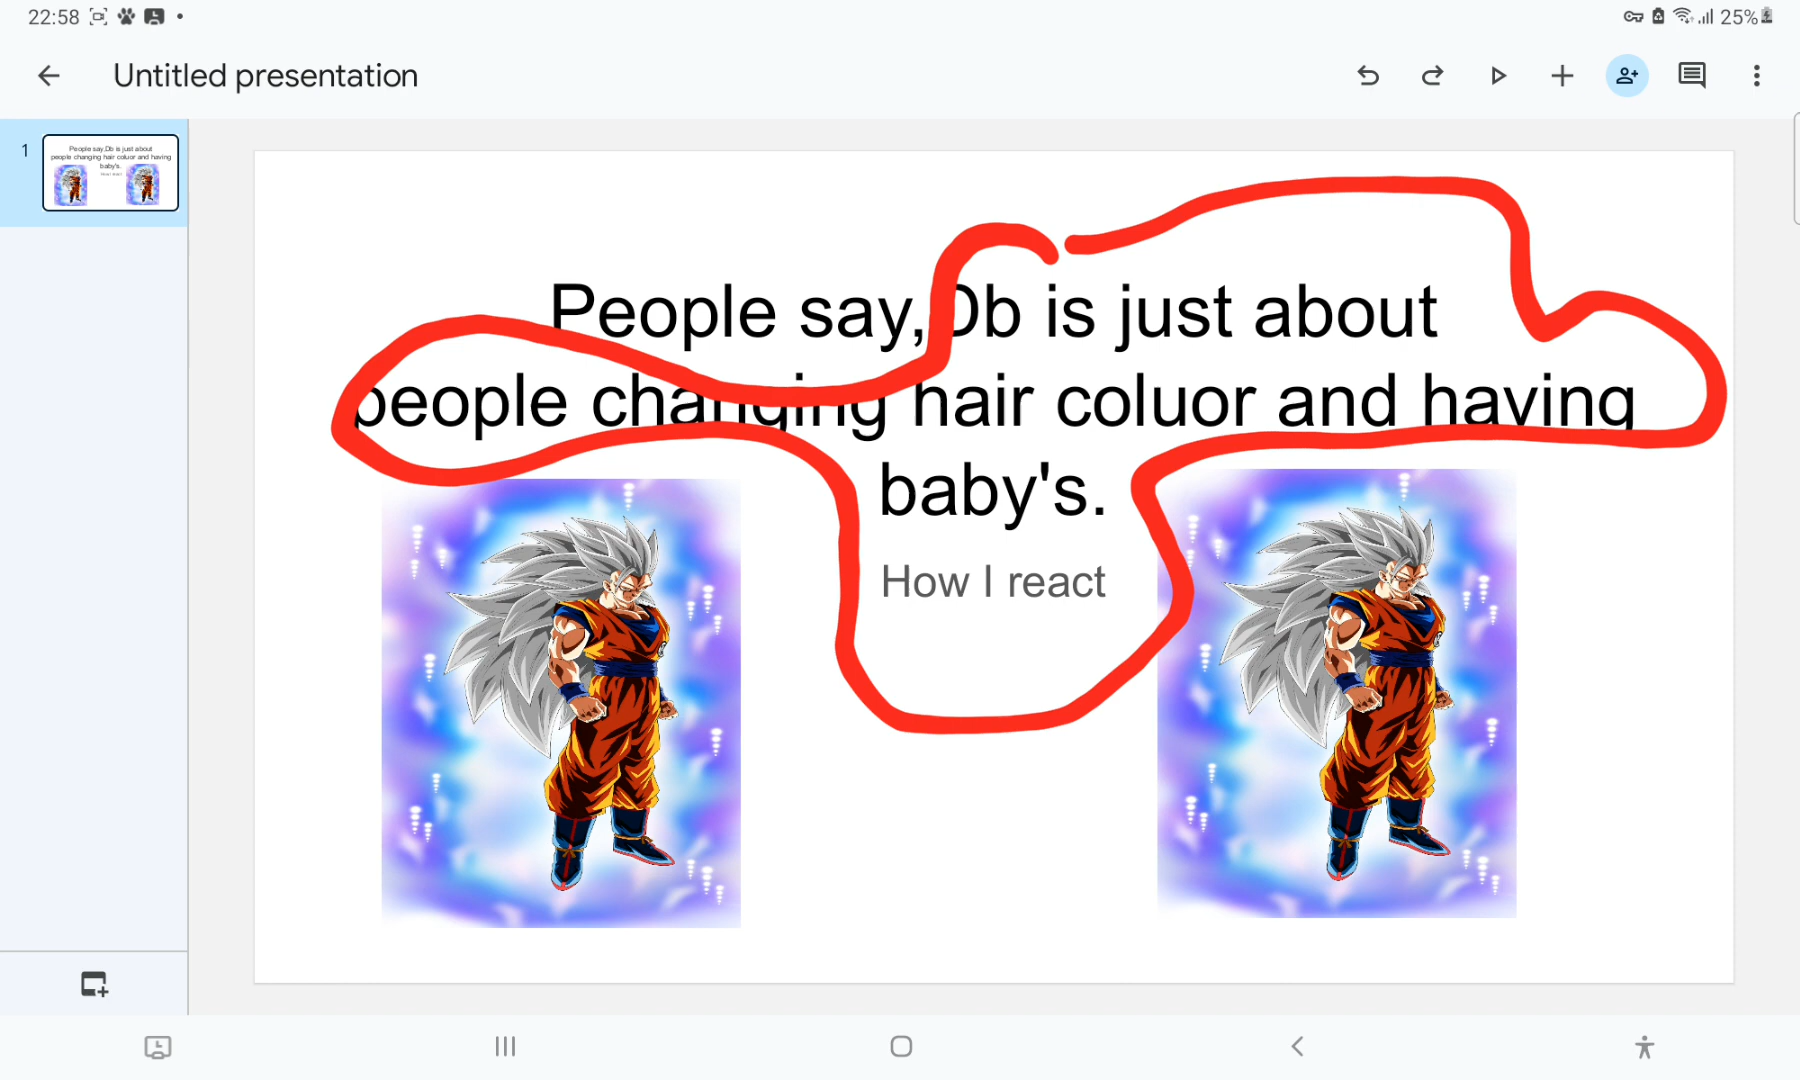 22:58
25%
Untitled presentation
1
People say,Db is just about
people changing hair coluor and having
baby's.
How I react
People say,Db is just about
people changing hair coluor and having
baby's.
How I react